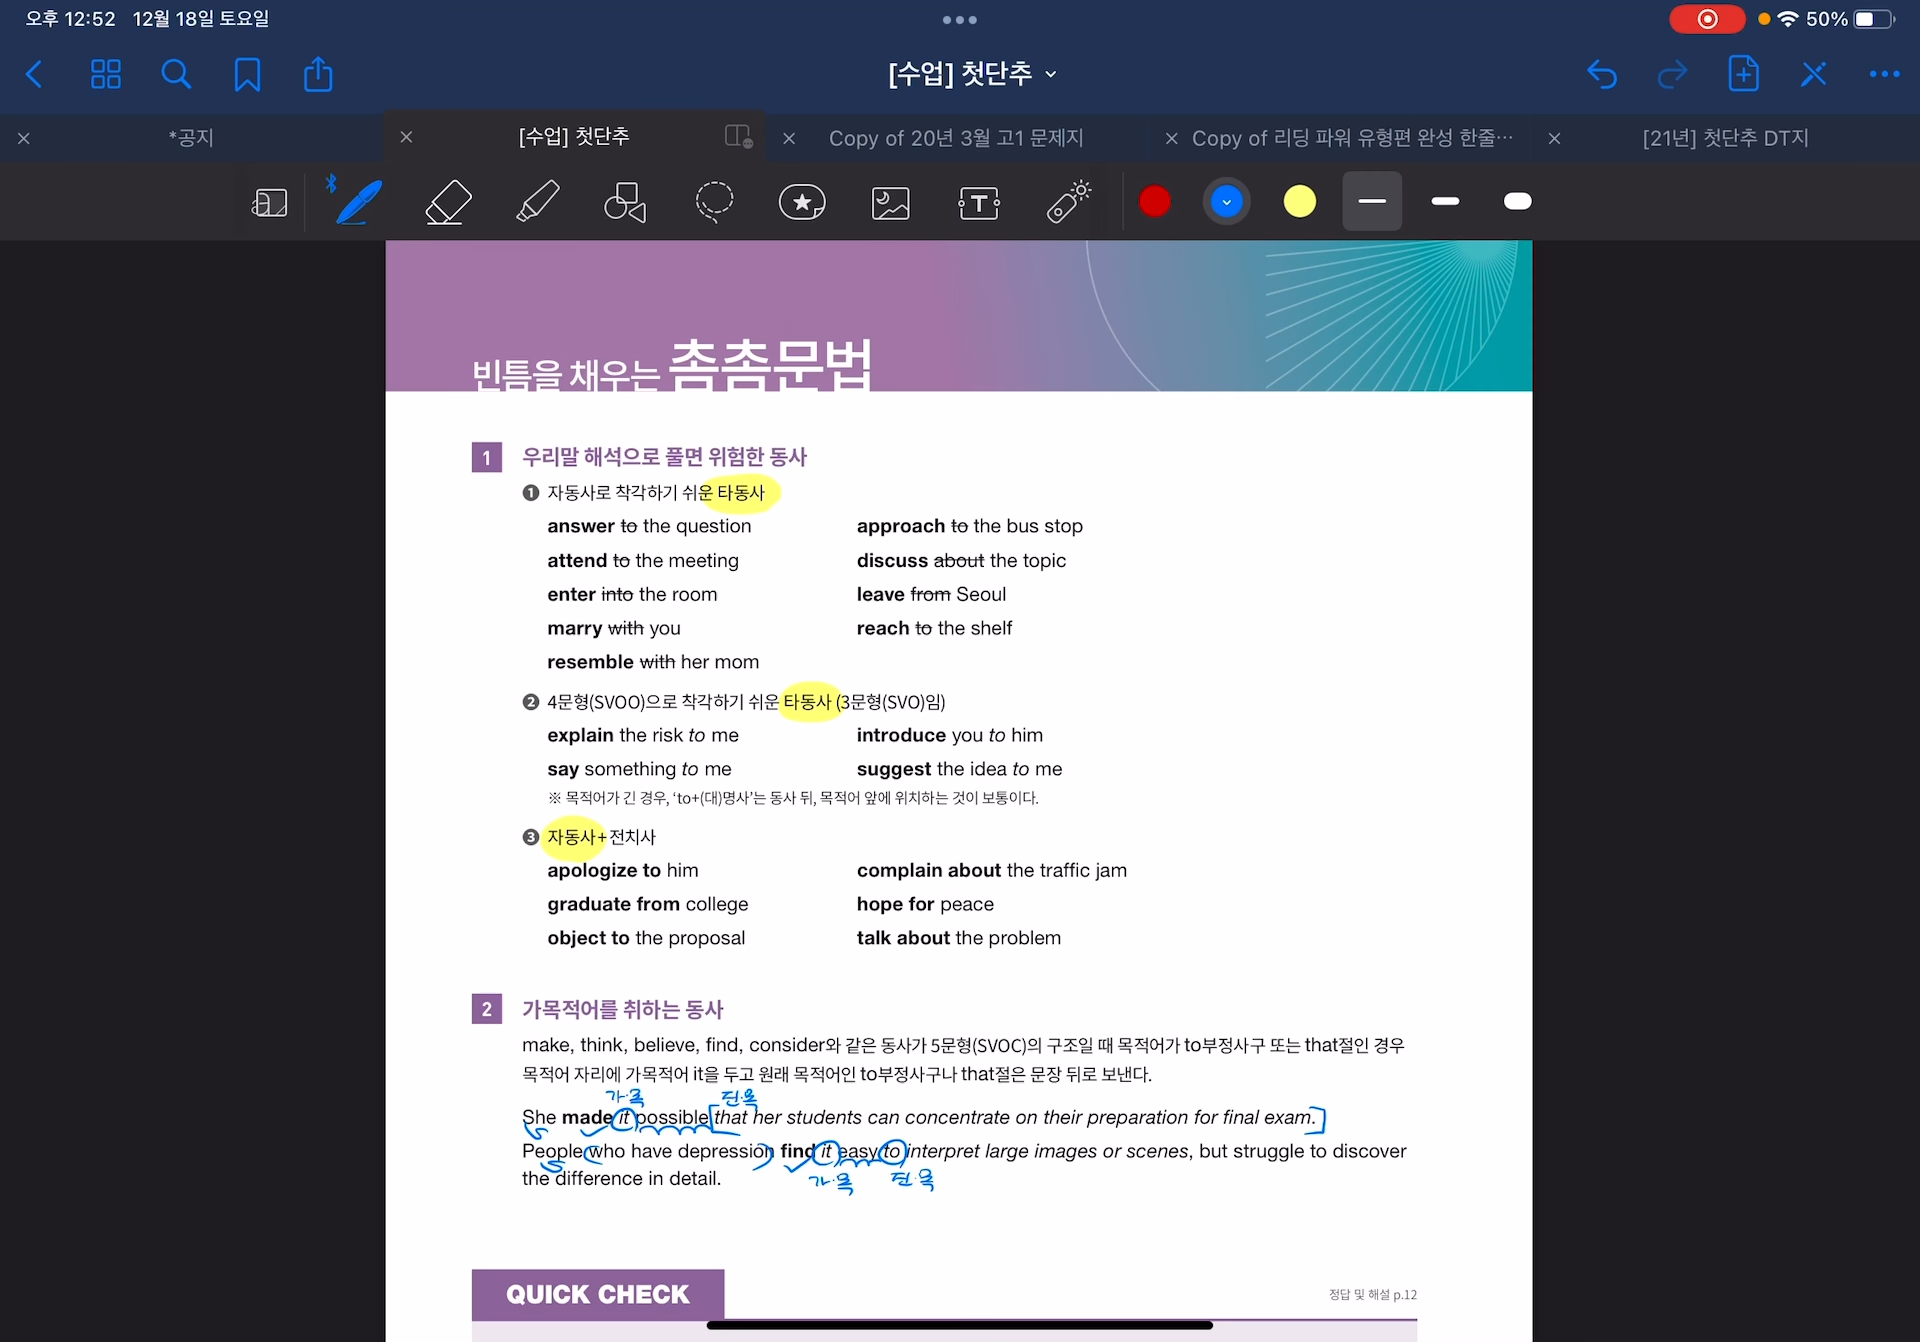 오후 12:52 12월 18일 토요일
50%
[수업] 첫단추
*공지
[수업] 첫단추
Copy of 20년 3월 고1 문제지
Copy of 리딩 파워 유형편 완성 한줄…
[21년] 첫단추 DT지
T
빈틈을 채우는 촘촘문법
1 우리말 해석으로 풀면 위험한 동사
❶ 자동사로 착각하기 쉬운 타동사
answer to the question approach to the bus stop
attend to the meeting discuss about the topic
enter into the room leave from Seoul
marry with you reach to the shelf
resemble with her mom
❷ 4문형(SVOO)으로 착각하기 쉬운 타동사 (3문형(SVO)임)
explain the risk to me introduce you to him
say something to me suggest the idea to me
※ 목적어가 긴 경우, ‘to+(대)명사’는 동사 뒤, 목적어 앞에 위치하는 것이 보통이다.
❸ 자동사+전치사
apologize to him complain about the traffic jam
graduate from college hope for peace
object to the proposal talk about the problem
2 가목적어를 취하는 동사
make, think, believe, find, consider와 같은 동사가 5문형(SVOC)의 구조일 때 목적어가 to부정사구 또는 that절인 경우
목적어 자리에 가목적어 it을 두고 원래 목적어인 to부정사구나 that절은 문장 뒤로 보낸다.
가·목 진·목
She made it possible [that her students can concentrate on their preparation for final exam.]
S
People (who have depression) find it easy to interpret large images or scenes, but struggle to discover
S
the difference in detail.
가·목 진·목
QUICK CHECK
정답 및 해설 p.12